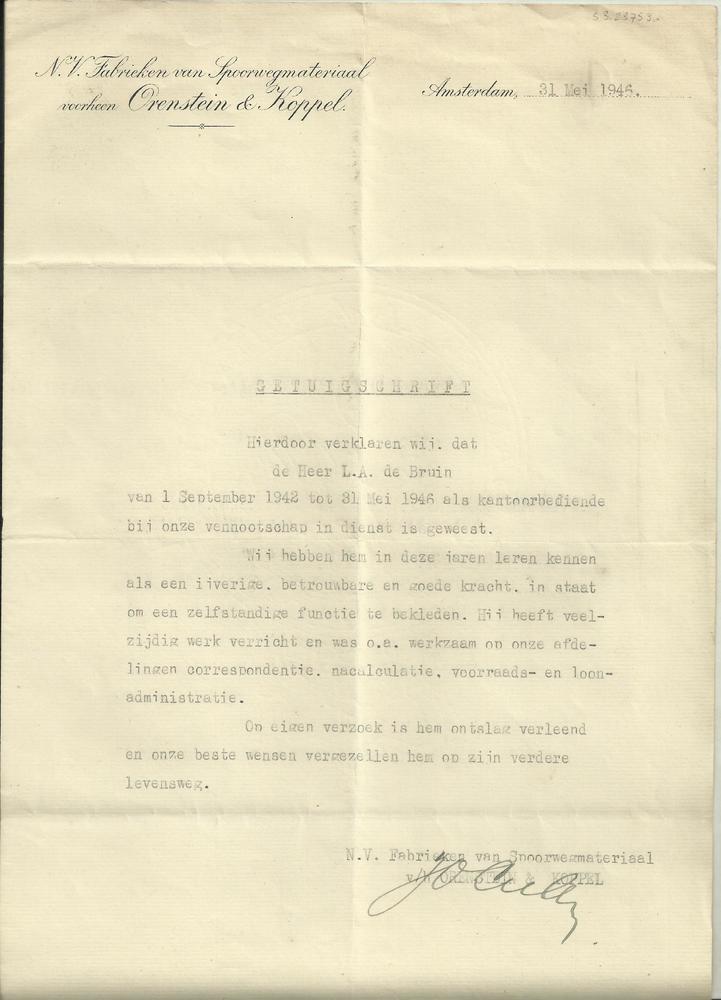 N.V. Fabrieken van Spoorwegmateriaal
voorheen Orenstein & Koppel.
Amsterdam, 31 Mei 1946.
GETUIGSCHRIFT
Hierdoor verklaren wij. dat
de Heer L.A. de Bruin
van 1 September 1942 tot 31 Mei 1946 als kantoorbediende
bij onze vennootschap in dienst is geweest.
Wij hebben hem in deze jaren leren kennen
als een ijverige. betrouwbare en goede kracht. in staat
om een zelfstandige functie te bekleden. Hij heeft veel-
zijdig werk verricht en was o.a. werkzaam op onze afde-
lingen correspondentie. nacalculatie, voorraads- en loon-
administratie.
Op eigen verzoek is hem ontslag verleend
en onze beste wensen vergezellen hem op zijn verdere
levensweg.
N.V. Fabrieken van Spoorwegmateriaal
v/h ORENSTEIN & KOPPEL